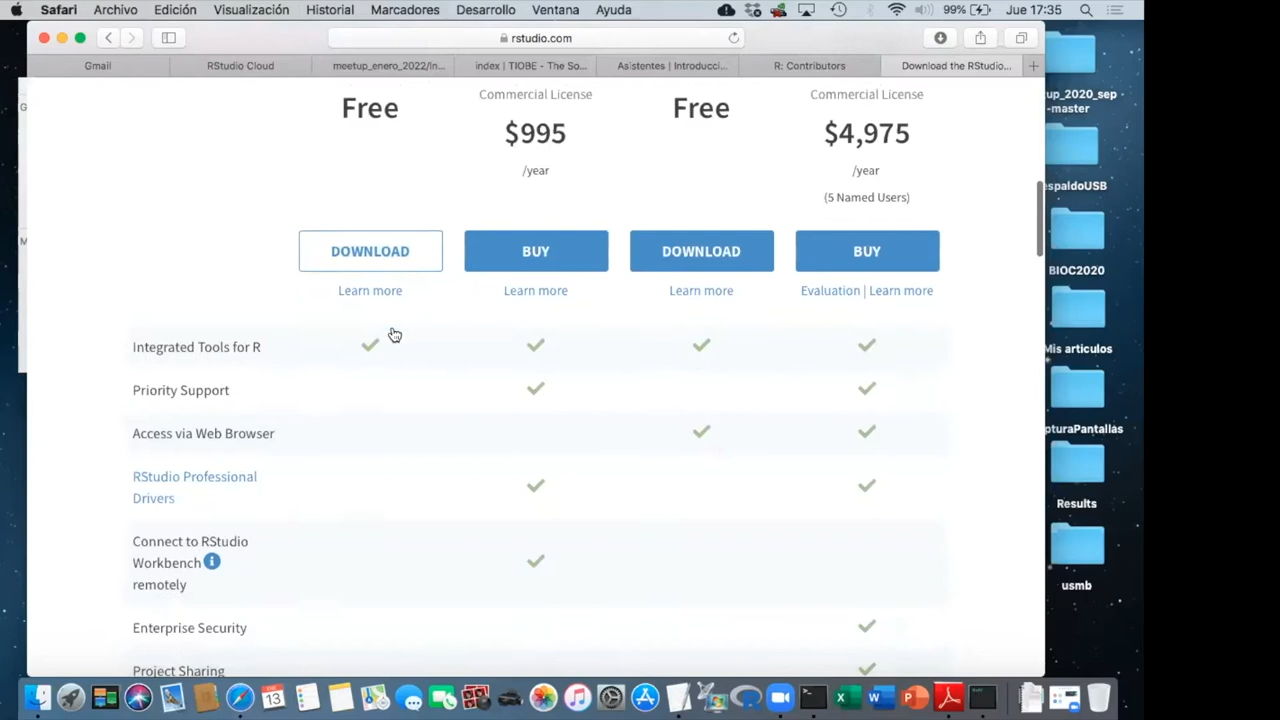 Safari Archivo Edición Visualización Historial Marcadores Desarrollo Ventana Ayuda 99% Jue 17:35
rstudio.com
Gmail RStudio Cloud meetup_enero_2022/In... index | TIOBE - The So... Asistentes | Introducci... R: Contributors Download the RStudio...
Free
Commercial License
$995
/year
Free
Commercial License
$4,975
/year
(5 Named Users)
DOWNLOAD BUY DOWNLOAD BUY
Learn more Learn more Learn more Evaluation | Learn more
Integrated Tools for R
Priority Support
Access via Web Browser
RStudio Professional
Drivers
Connect to RStudio
Workbench
remotely
Enterprise Security
Project Sharing
up_2020_sep
-master
espaldoUSB
BIOC2020
Mis articulos
pturaPantallas
Results
usmb